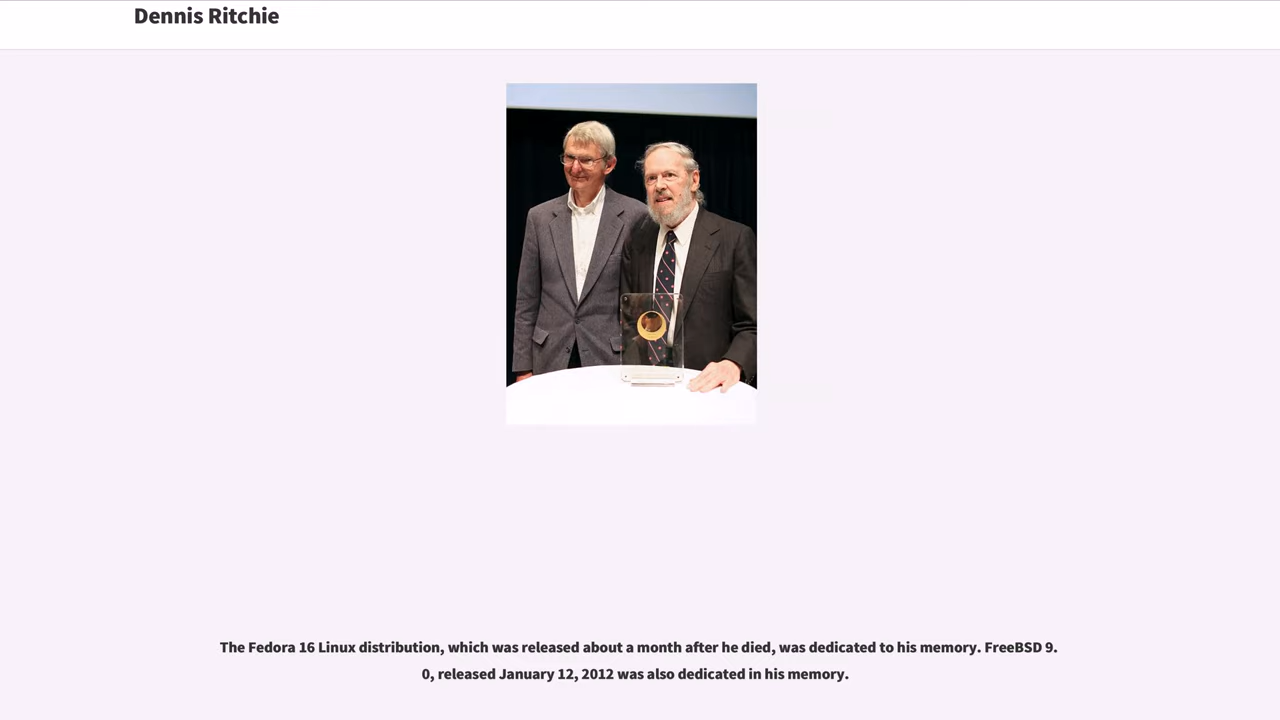 Dennis Ritchie
The Fedora 16 Linux distribution, which was released about a month after he died, was dedicated to his memory. FreeBSD 9.
0, released January 12, 2012 was also dedicated in his memory.